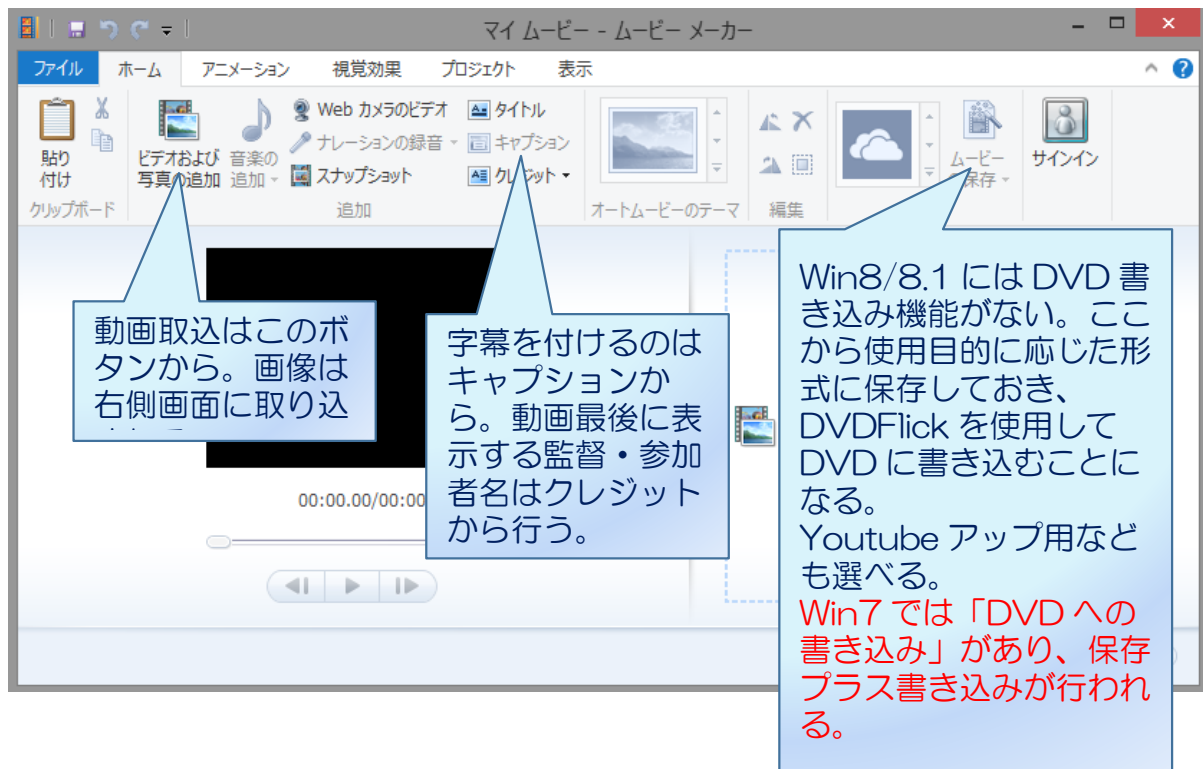 マイ ムービー - ムービー メーカー
ファイル ホーム アニメーション 視覚効果 プロジェクト 表示
貼り
付け
クリップボード
ビデオおよび
写真の追加
音楽の
追加
Web カメラのビデオ
ナレーションの録音
スナップショット
タイトル
キャプション
クレジット
追加
オートムービーのテーマ
編集
ムービー
の保存
サインイン
動画取込はこのボ
タンから。画像は
右側画面に取り込
字幕を付けるのは
キャプションか
ら。動画最後に表
示する監督・参加
者名はクレジット
から行う。
Win8/8.1 には DVD 書
き込み機能がない。ここ
から使用目的に応じた形
式に保存しておき、
DVDFlick を使用して
DVD に書き込むことに
なる。
Youtube アップ用など
も選べる。
Win7 では「DVD への
書き込み」があり、保存
プラス書き込みが行われ
る。
00:00.00/00:00